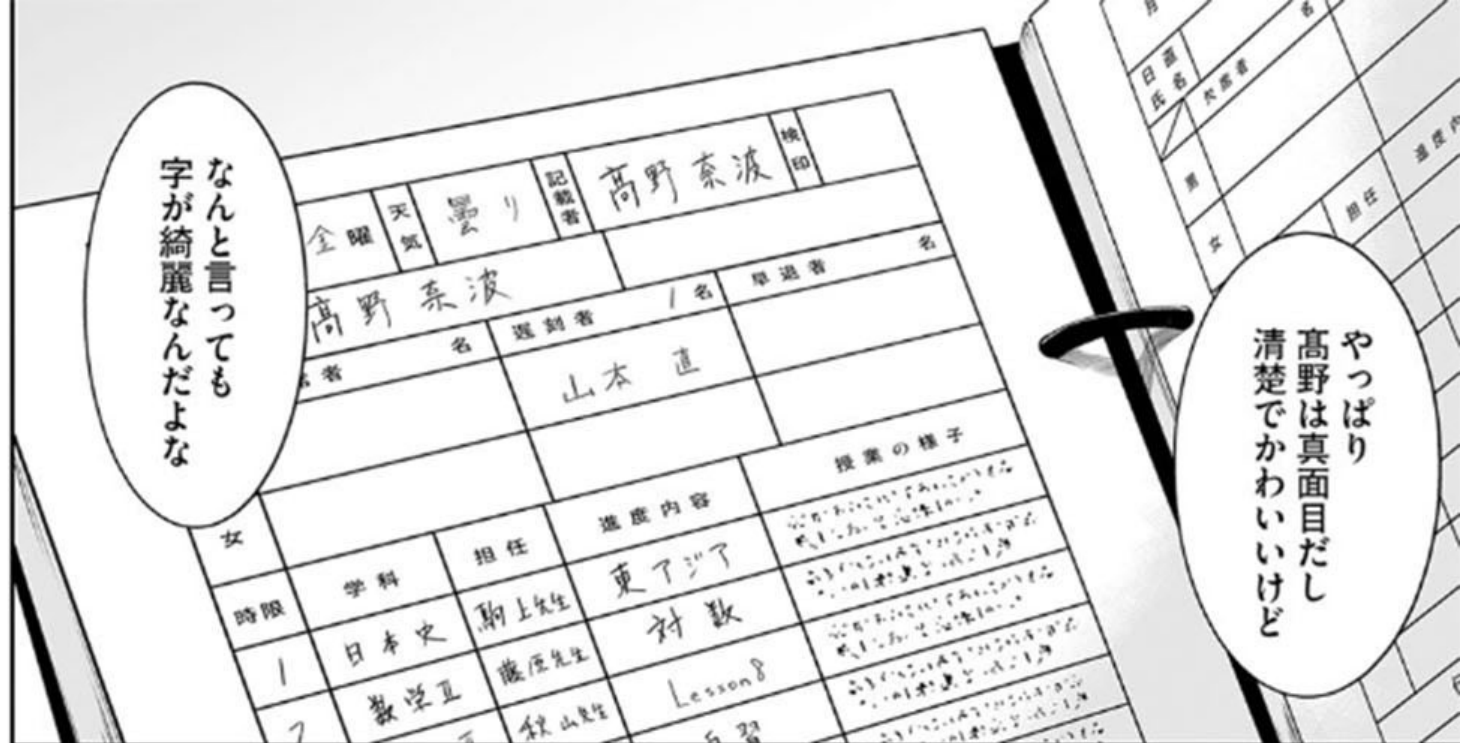 やっぱり
髙野は真面目だし
清楚でかわいいけど
なんと言っても
字が綺麗なんだよな
月
日直
氏名
欠席者
名
男
女
担任
進度内
金曜
天気
曇り
記載者
髙野奈波
検印
髙野奈波
者
名
遅刻者
1名
早退者
名
山本 直
女
時限
学科
担任
進度内容
授業の様子
1
日本史
駒上先生
東アジア
2
数学II
藤原先生
対数
秋山先生
Lesson8